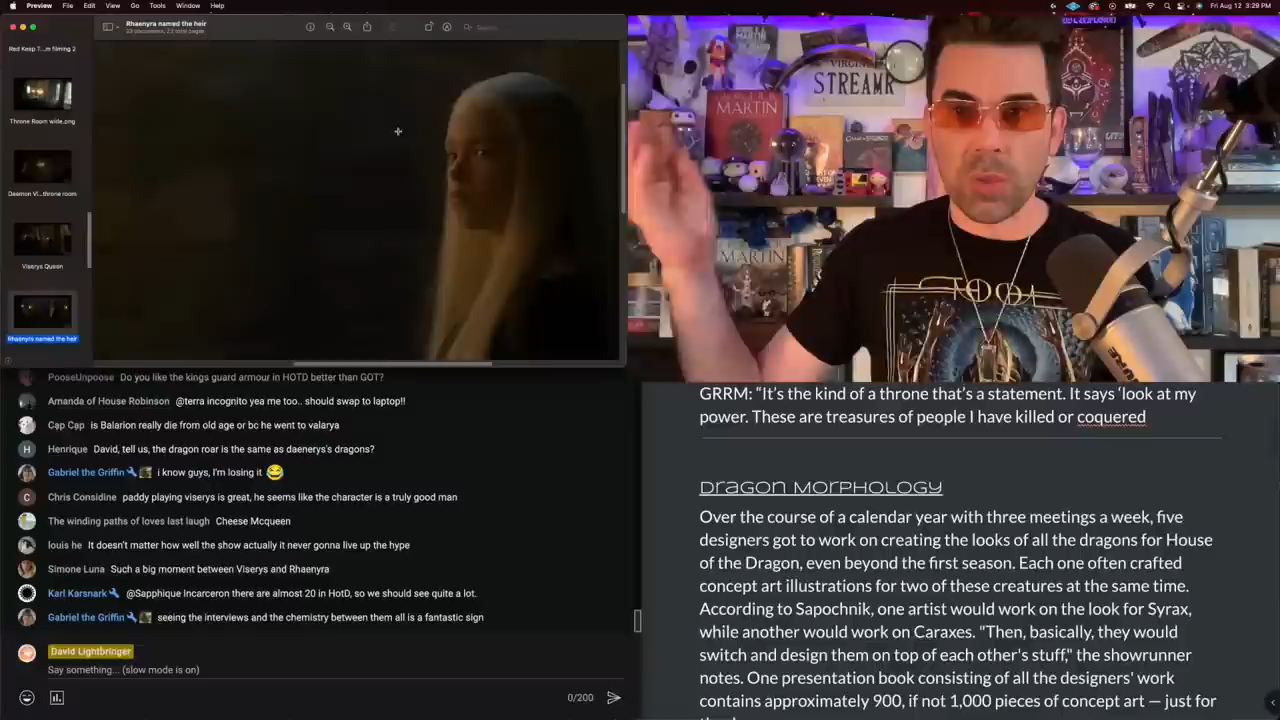 Preview File Edit View Go Tools Window Help
Fri Aug 12 3:29 PM
Rhaenyra named the heir
Search
Red Keep T...m filming 2
Throne Room wide.png
Daemon Vi...throne room
Viserys Queen
Rhaenyra named the heir
STREAMR
MARTIN
MARTIN
TOOL
PooseUnpoose Do you like the kings guard armour in HOTD better than GOT?
Amanda of House Robinson @terra incognito yea me too.. should swap to laptop!!
Cap Cap is Balarion really die from old age or bc he went to valarya
H Henrique David, tell us, the dragon roar is the same as daenerys's dragons?
Gabriel the Griffin i know guys, I'm losing it
C Chris Considine paddy playing viserys is great, he seems like the character is a truly good man
The winding paths of loves last laugh Cheese Mcqueen
louis he It doesn't matter how well the show actually it never gonna live up the hype
Simone Luna Such a big moment between Viserys and Rhaenyra
Karl Karsnark @Sapphique Incarceron there are almost 20 in HotD, so we should see quite a lot.
Gabriel the Griffin seeing the interviews and the chemistry between them all is a fantastic sign
David Lightbringer
Say something... (slow mode is on)
0/200
GRRM: “It’s the kind of a throne that’s a statement. It says ‘look at my
power. These are treasures of people I have killed or coquered
Dragon Morphology
Over the course of a calendar year with three meetings a week, five
designers got to work on creating the looks of all the dragons for House
of the Dragon, even beyond the first season. Each one often crafted
concept art illustrations for two of these creatures at the same time.
According to Sapochnik, one artist would work on the look for Syrax,
while another would work on Caraxes. "Then, basically, they would
switch and design them on top of each other's stuff," the showrunner
notes. One presentation book consisting of all the designers' work
contains approximately 900, if not 1,000 pieces of concept art — just for